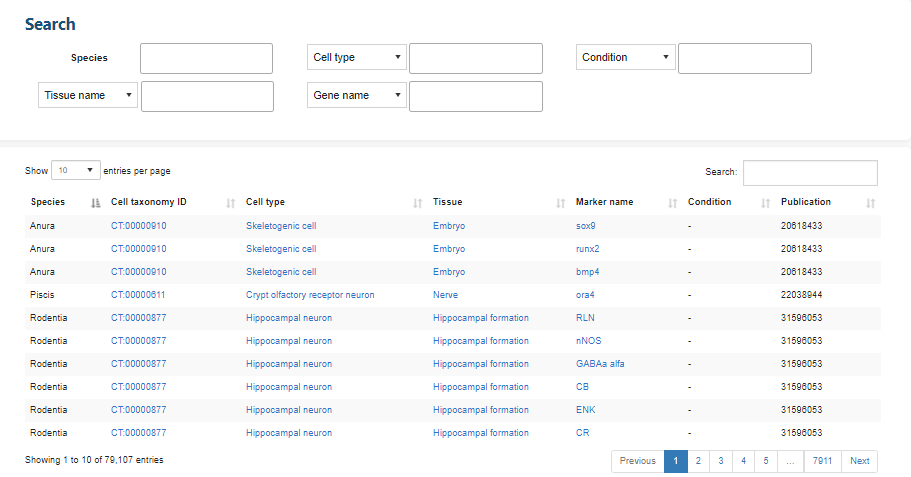 Search
Species Cell type Condition
Tissue name Gene name
Show 10 entries per page Search:
Species Cell taxonomy ID Cell type Tissue Marker name Condition Publication
Anura CT:00000910 Skeletogenic cell Embryo sox9 - 20618433
Anura CT:00000910 Skeletogenic cell Embryo runx2 - 20618433
Anura CT:00000910 Skeletogenic cell Embryo bmp4 - 20618433
Piscis CT:00000611 Crypt olfactory receptor neuron Nerve ora4 - 22038944
Rodentia CT:00000877 Hippocampal neuron Hippocampal formation RLN - 31596053
Rodentia CT:00000877 Hippocampal neuron Hippocampal formation nNOS - 31596053
Rodentia CT:00000877 Hippocampal neuron Hippocampal formation GABAa alfa - 31596053
Rodentia CT:00000877 Hippocampal neuron Hippocampal formation CB - 31596053
Rodentia CT:00000877 Hippocampal neuron Hippocampal formation ENK - 31596053
Rodentia CT:00000877 Hippocampal neuron Hippocampal formation CR - 31596053
Showing 1 to 10 of 79,107 entries Previous 1 2 3 4 5 ... 7911 Next